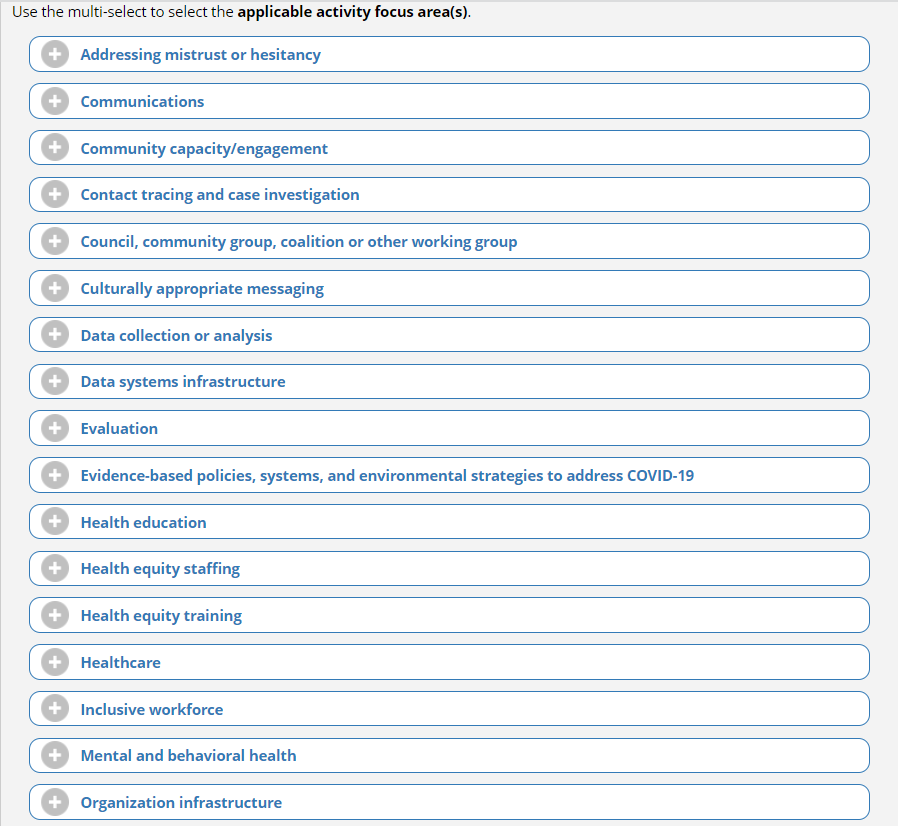 Use the multi-select to select the applicable activity focus area(s).
Addressing mistrust or hesitancy
Communications
Community capacity/engagement
Contact tracing and case investigation
Council, community group, coalition or other working group
Culturally appropriate messaging
Data collection or analysis
Data systems infrastructure
Evaluation
Evidence-based policies, systems, and environmental strategies to address COVID-19
Health education
Health equity staffing
Health equity training
Healthcare
Inclusive workforce
Mental and behavioral health
Organization infrastructure